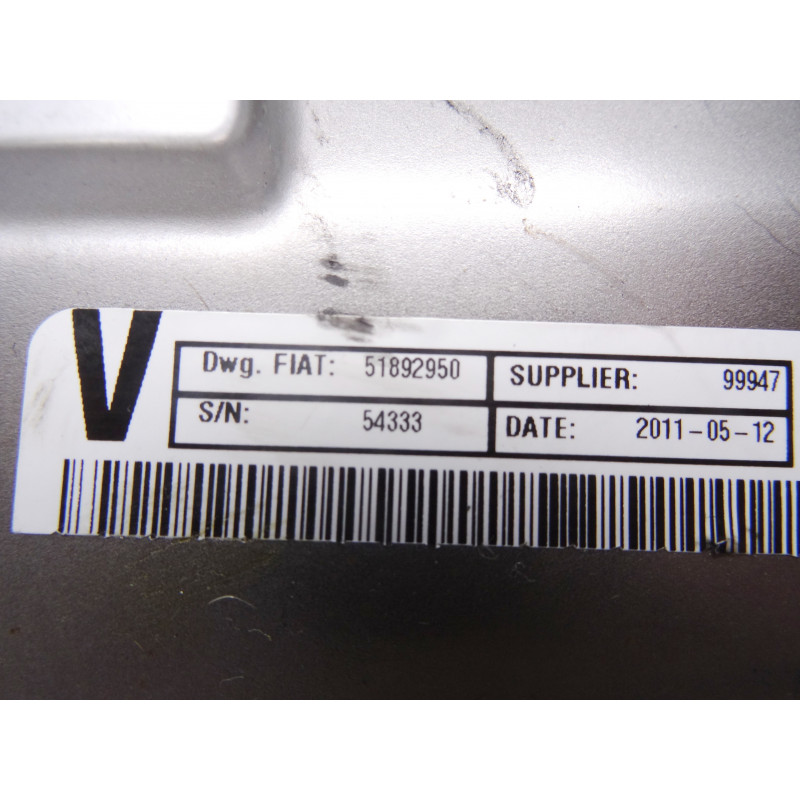 V
Dwg. FIAT: 51892950
SUPPLIER: 99947
S/N: 54333
DATE: 2011-05-12